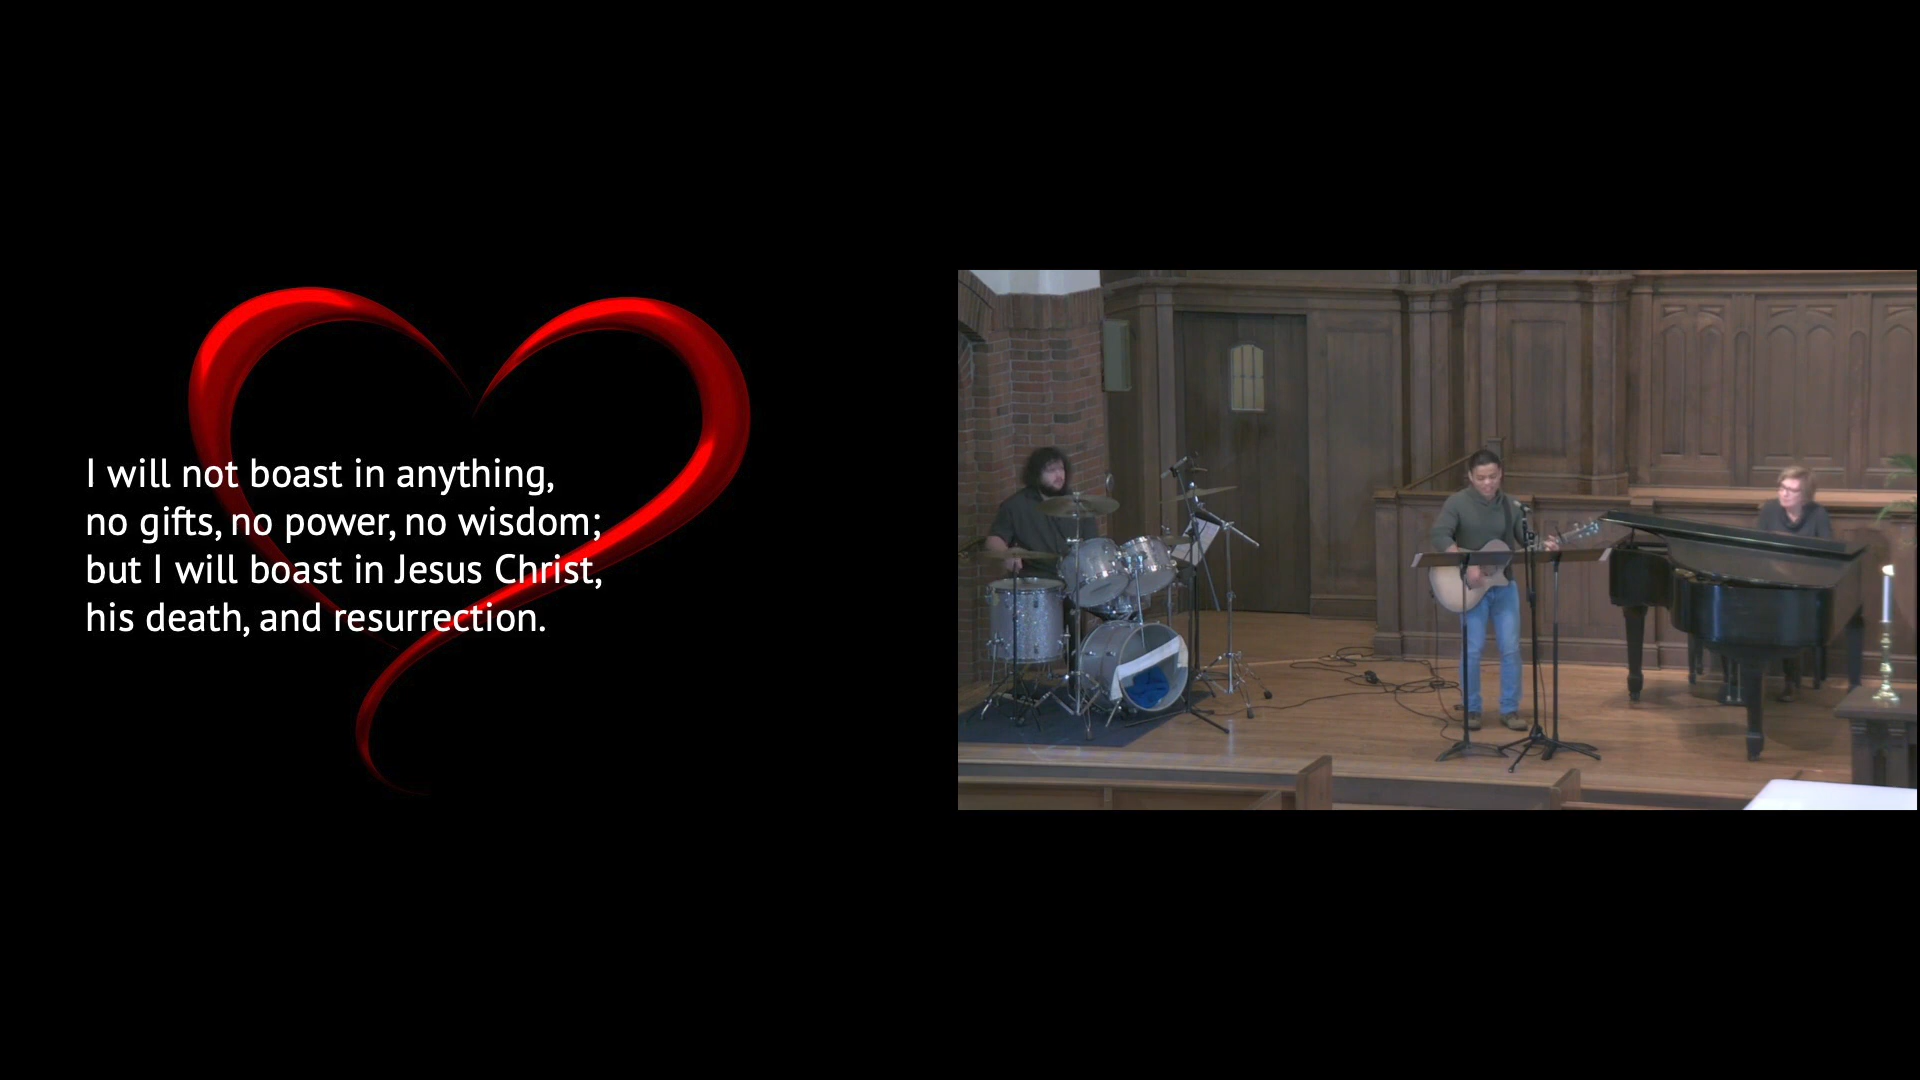 I will not boast in anything,
no gifts, no power, no wisdom;
but I will boast in Jesus Christ,
his death, and resurrection.